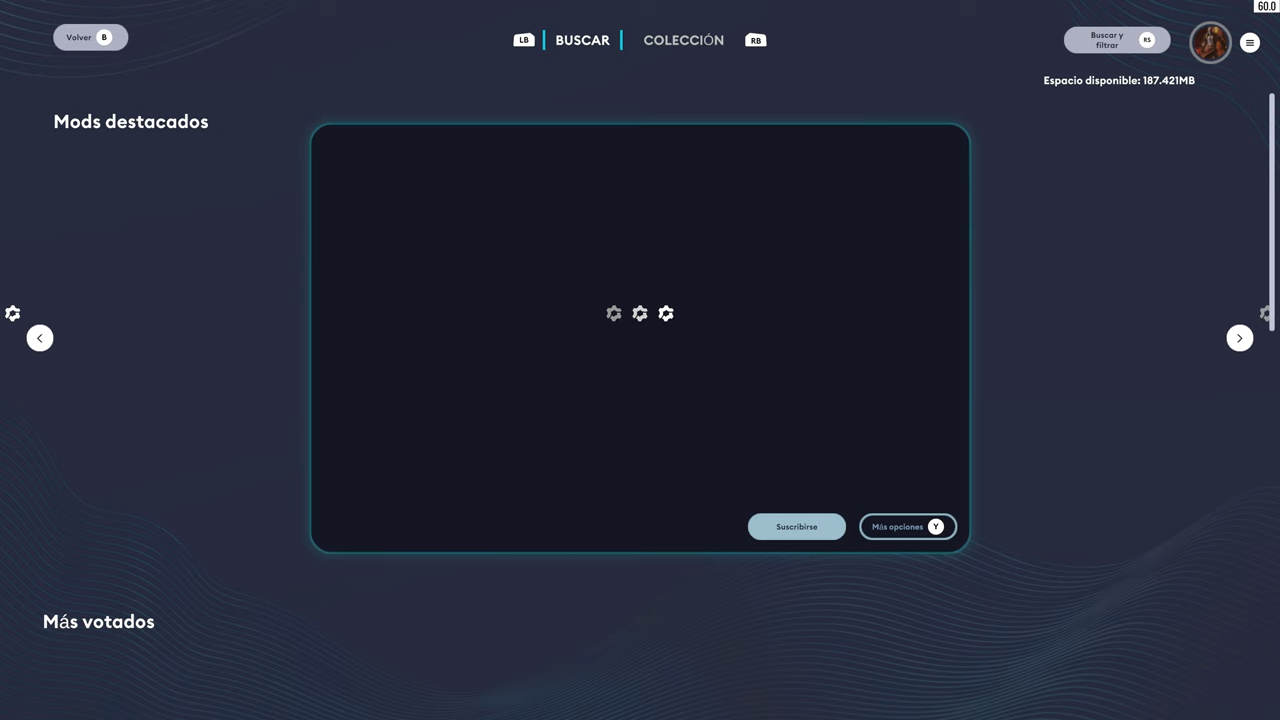 60.0
Volver B
LB BUSCAR COLECCIÓN RB
Buscar y
filtrar RS
Espacio disponible: 187.421MB
Mods destacados
Suscribirse
Más opciones Y
Más votados